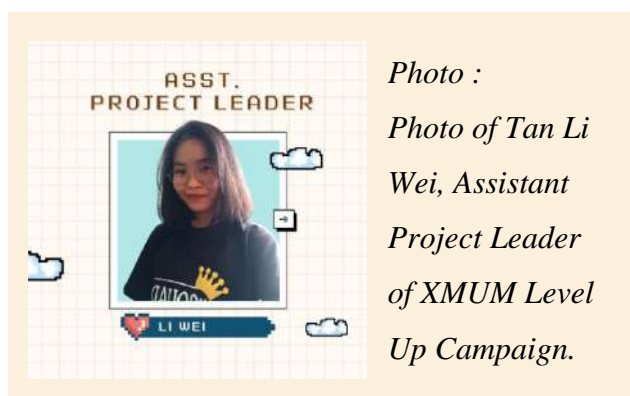 ASST.
PROJECT LEADER
LI WEI
Photo :
Photo of Tan Li
Wei, Assistant
Project Leader
of XMUM Level
Up Campaign.